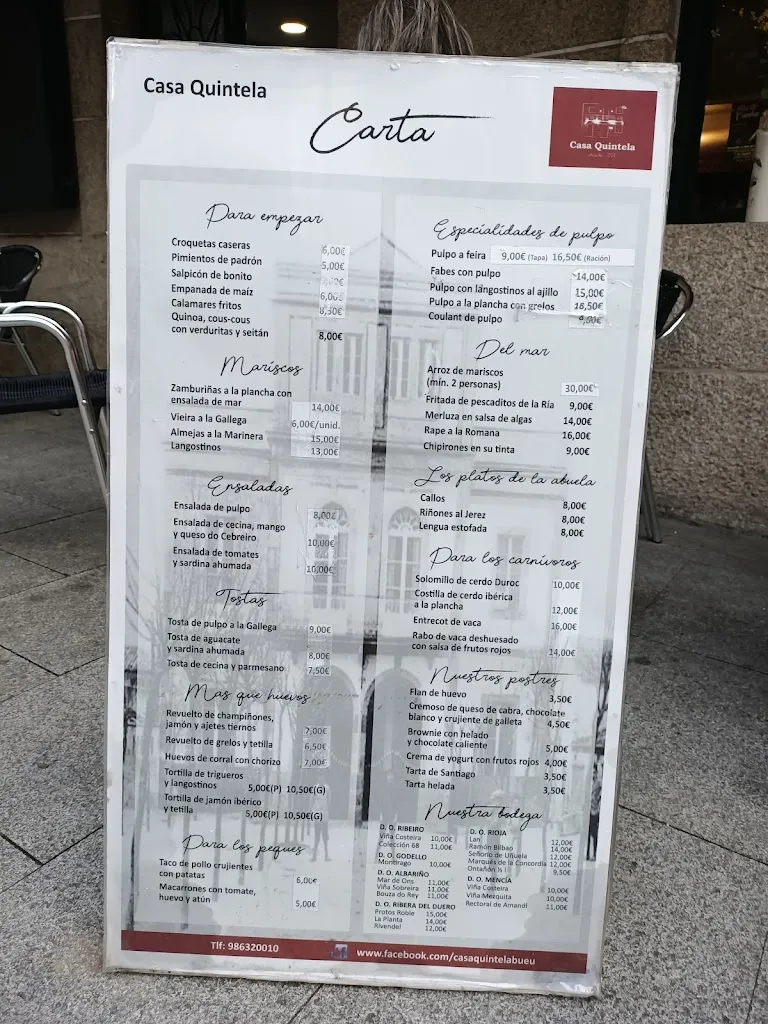 Casa Quintela
Carta
Casa Quintela
Para empezar
Croquetas caseras 6,00€
Pimientos de padrón 5,00€
Salpicón de bonito
Empanada de maíz 6,00€
Calamares fritos 8,50€
Quinoa, cous-cous
con verduritas y seitán 8,00€
Mariscos
Zamburiñas a la plancha con
ensalada de mar 14,00€
Vieira a la Gallega 6,00€/unid.
Almejas a la Marinera 15,00€
Langostinos 13,00€
Ensaladas
Ensalada de pulpo 8,00€
Ensalada de cecina, mango
y queso do Cebreiro 10,00€
Ensalada de tomates
y sardina ahumada 10,00€
Tostas
Tosta de pulpo a la Gallega 9,00€
Tosta de aguacate
y sardina ahumada 8,00€
Tosta de cecina y parmesano 7,50€
Mas que huevos
Revuelto de champiñones,
jamón y ajetes tiernos 7,00€
Revuelto de grelos y tetilla 6,50€
Huevos de corral con chorizo 7,00€
Tortilla de trigueros
y langostinos 5,00€(P) 10,50€(G)
Tortilla de jamón ibérico
y tetilla 5,00€(P) 10,50€(G)
Para los peques
Taco de pollo crujientes
con patatas 6,00€
Macarrones con tomate,
huevo y atún 5,00€
Especialidades de pulpo
Pulpo a feira 9,00€ (Tapa) 16,50€ (Ración)
Fabes con pulpo 14,00€
Pulpo con langostinos al ajillo 15,00€
Pulpo a la plancha con grelos 16,50€
Coulant de pulpo
Del mar
Arroz de mariscos
(mín. 2 personas) 30,00€
Fritada de pescaditos de la Ría 9,00€
Merluza en salsa de algas 14,00€
Rape a la Romana 16,00€
Chipirones en su tinta 9,00€
Los platos de la abuela
Callos 8,00€
Riñones al Jerez 8,00€
Lengua estofada 8,00€
Para los carnívoros
Solomillo de cerdo Duroc 10,00€
Costilla de cerdo ibérica
a la plancha 12,00€
Entrecot de vaca 16,00€
Rabo de vaca deshuesado
con salsa de frutos rojos 14,00€
Nuestros postres
Flan de huevo 3,50€
Cremoso de queso de cabra, chocolate
blanco y crujiente de galleta 4,50€
Brownie con helado
y chocolate caliente 5,00€
Crema de yogurt con frutos rojos 4,00€
Tarta de Santiago 3,50€
Tarta helada 3,50€
Nuestra bodega
D. O. RIBEIRO
Viña Costeira 10,00€
Colección 68 11,00€
D. O. GODELLO
Montirago 10,00€
D. O. ALBARIÑO
Mar de Ons 11,00€
Viña Sobreira 11,00€
Bouza do Rey 11,00€
D. O. RIBERA DEL DUERO
Protos Roble 15,00€
La Planta 14,00€
Rivendel 12,00€
D. O. RIOJA
Lan 12,00€
Ramón Bilbao 14,00€
Señorío de Uñuela 12,00€
Marqués de la Concordia 12,00€
Ontañón ½ l 9,50€
D. O. MENCÍA
Viña Costeira 10,00€
Viña Mezquita 10,00€
Rectoral de Amandi 11,00€
Tlf: 986320010
www.facebook.com/casaquintelabueu